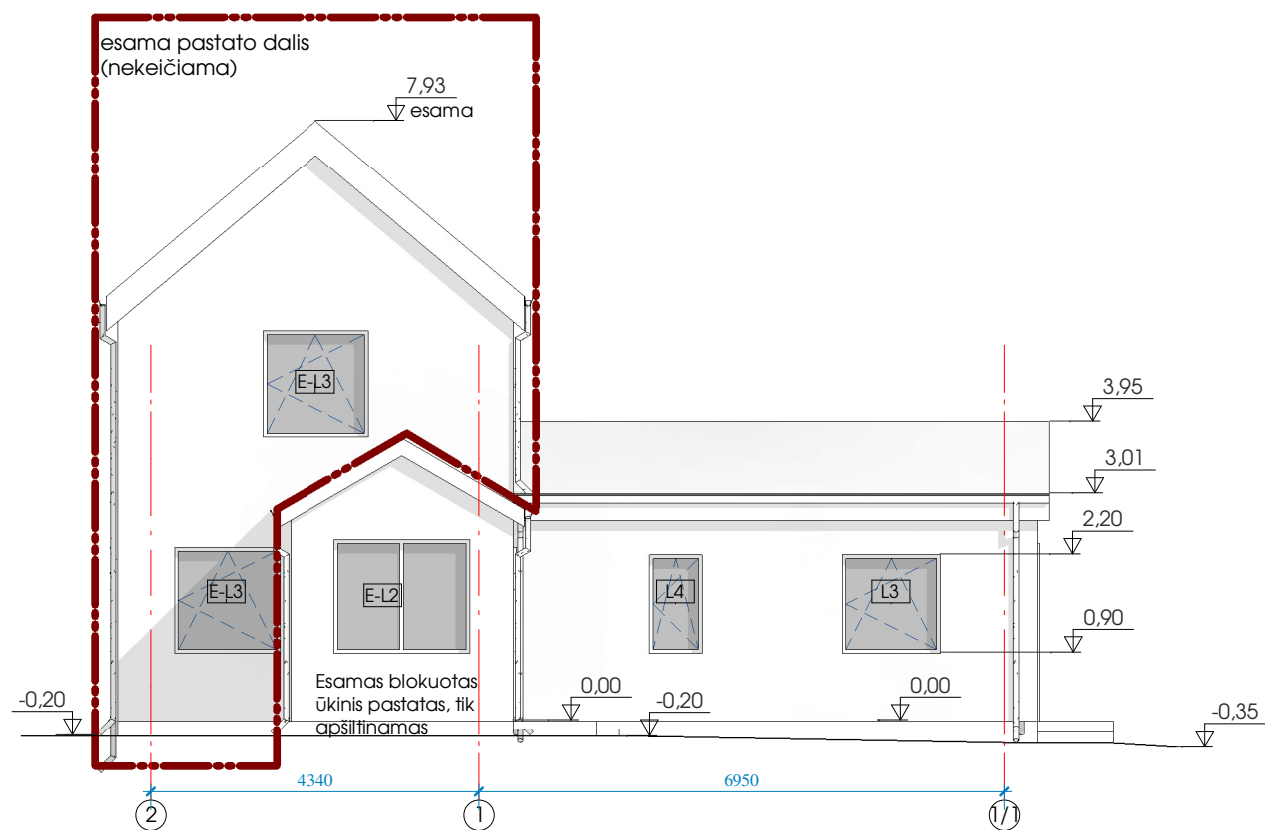 esama pastato dalis
(nekeičiama)
7,93
esama
E-L3
3,95
3,01
2,20
E-L3
E-L2
L4
L3
0,90
Esamas blokuotas
ūkinis pastatas, tik
apšiltinamas
-0,20
0,00
-0,20
0,00
-0,35
4340
6950
2
1
1/1